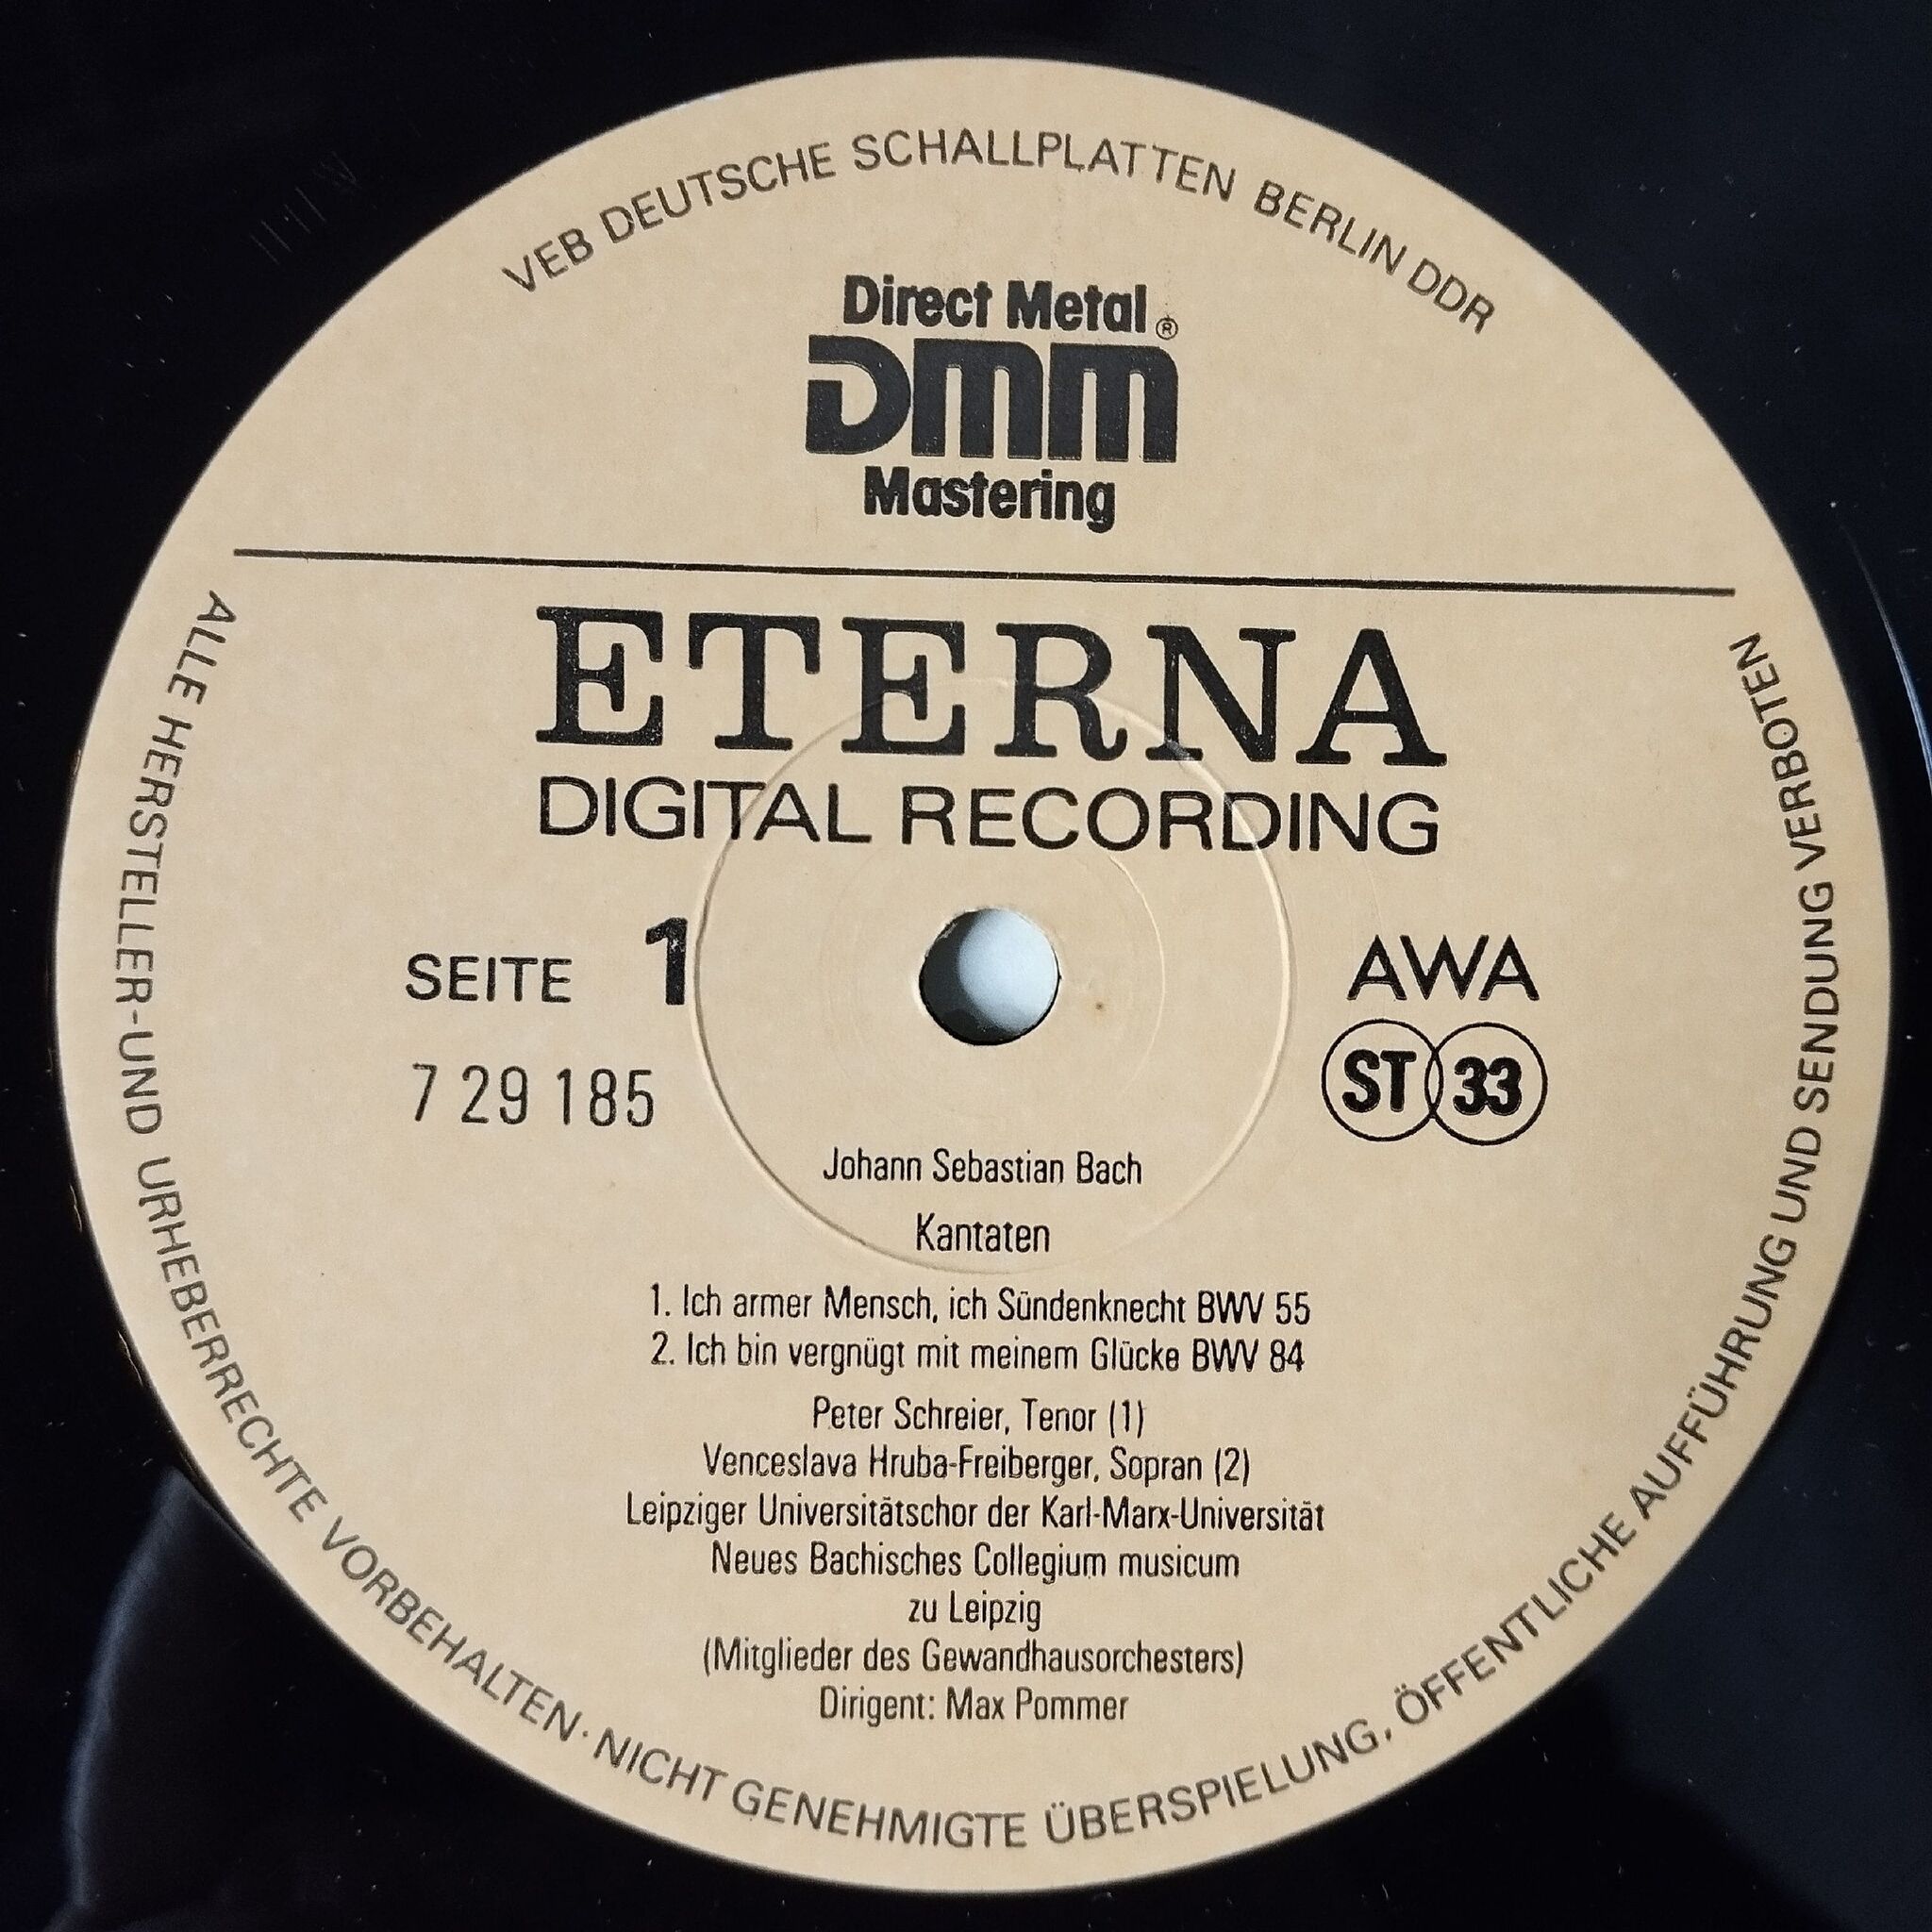 VEB DEUTSCHE SCHALLPLATTEN BERLIN DDR
Direct Metal ®
DMM
Mastering
ETERNA
DIGITAL RECORDING
SEITE 1
7 29 185
AWA
ST 33
Johann Sebastian Bach
Kantaten
1. Ich armer Mensch, ich Sündenknecht BWV 55
2. Ich bin vergnügt mit meinem Glücke BWV 84
Peter Schreier, Tenor (1)
Venceslava Hruba-Freiberger, Sopran (2)
Leipziger Universitätschor der Karl-Marx-Universität
Neues Bachisches Collegium musicum
zu Leipzig
(Mitglieder des Gewandhausorchesters)
Dirigent: Max Pommer
ALLE HERSTELLER-UND URHEBERRECHTE VORBEHALTEN · NICHT GENEHMIGTE ÜBERSPIELUNG, ÖFFENTLICHE AUFFÜHRUNG UND SENDUNG VERBOTEN